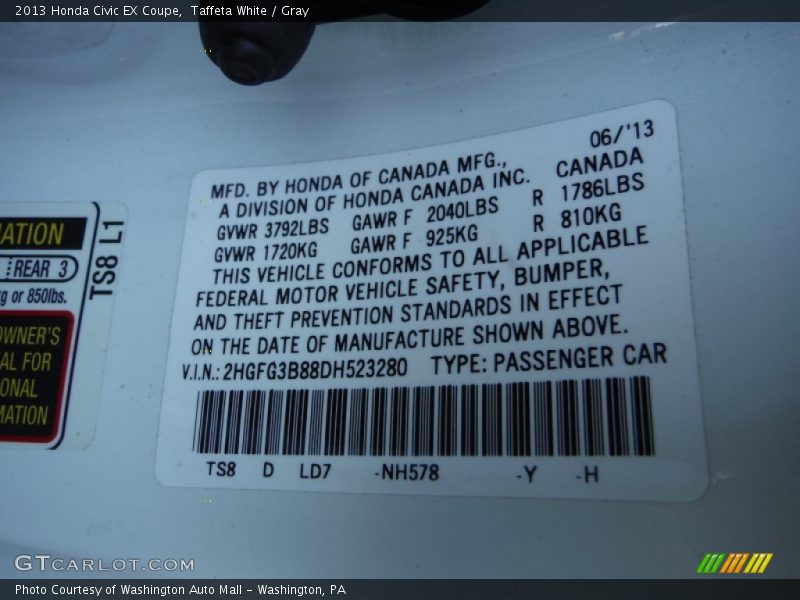 2013 Honda Civic EX Coupe, Taffeta White / Gray
MFD. BY HONDA OF CANADA MFG., 06/'13
A DIVISION OF HONDA CANADA INC. CANADA
GVWR 3792LBS GAWR F 2040LBS R 1786LBS
GVWR 1720KG GAWR F 925KG R 810KG
THIS VEHICLE CONFORMS TO ALL APPLICABLE
FEDERAL MOTOR VEHICLE SAFETY, BUMPER,
AND THEFT PREVENTION STANDARDS IN EFFECT
ON THE DATE OF MANUFACTURE SHOWN ABOVE.
V.I.N.: 2HGFG3B88DH523280 TYPE: PASSENGER CAR
TS8 D LD7 -NH578 -Y -H
ATION
REAR 3
g or 850lbs.
OWNER'S
AL FOR
ONAL
MATION
TS8 L1
GTCARLOT.COM
Photo Courtesy of Washington Auto Mall - Washington, PA